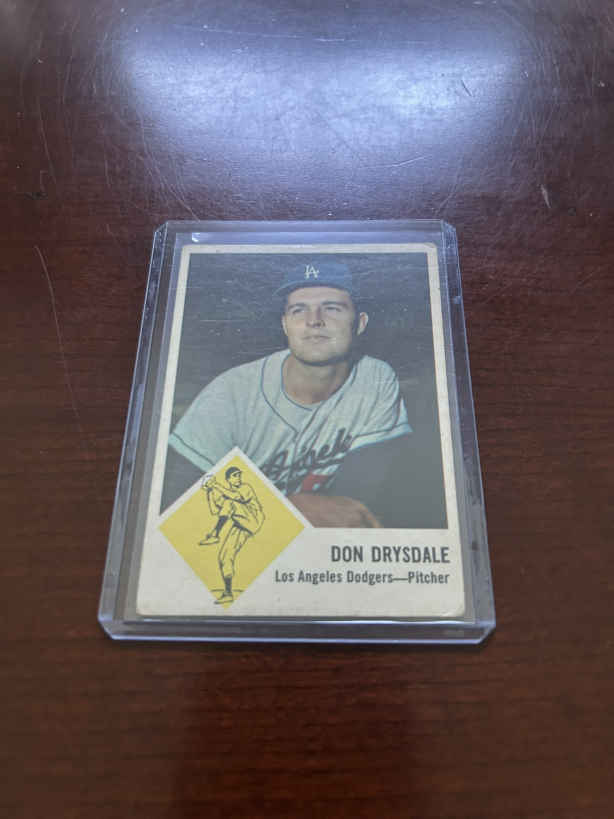 LA
DON DRYSDALE
Los Angeles Dodgers—Pitcher